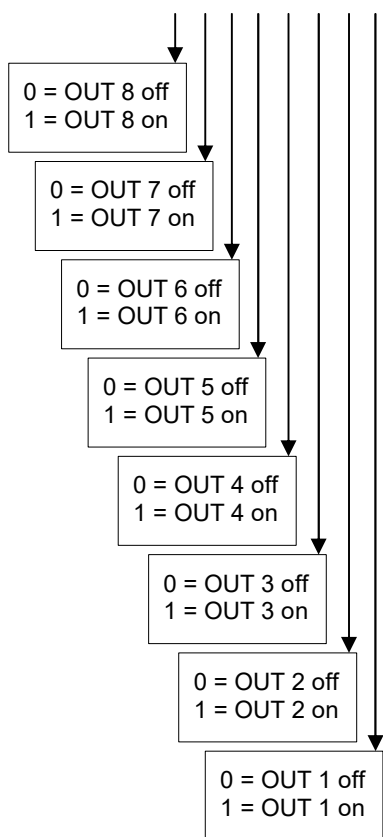 0 = OUT 8 off
1 = OUT 8 on
0 = OUT 7 off
1 = OUT 7 on
0 = OUT 6 off
1 = OUT 6 on
0 = OUT 5 off
1 = OUT 5 on
0 = OUT 4 off
1 = OUT 4 on
0 = OUT 3 off
1 = OUT 3 on
0 = OUT 2 off
1 = OUT 2 on
0 = OUT 1 off
1 = OUT 1 on